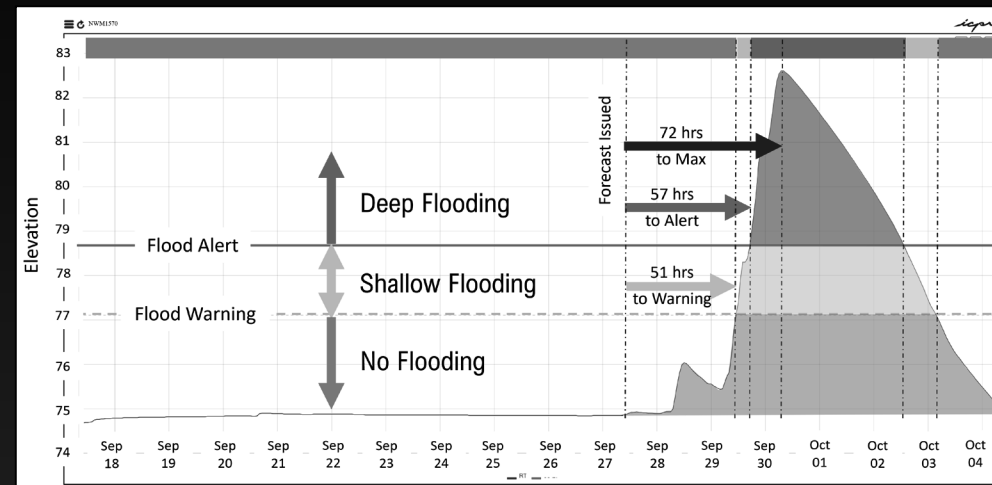 NWM1570
icpr
83
82
81
80
79
78
77
76
75
74
Elevation
Forecast Issued
72 hrs
to Max
57 hrs
to Alert
51 hrs
to Warning
Deep Flooding
Flood Alert
Shallow Flooding
Flood Warning
No Flooding
Sep Sep Sep Sep Sep Sep Sep Sep Sep Sep Sep Sep Sep Oct Oct Oct Oct
18 19 20 21 22 23 24 25 26 27 28 29 30 01 02 03 04
RT